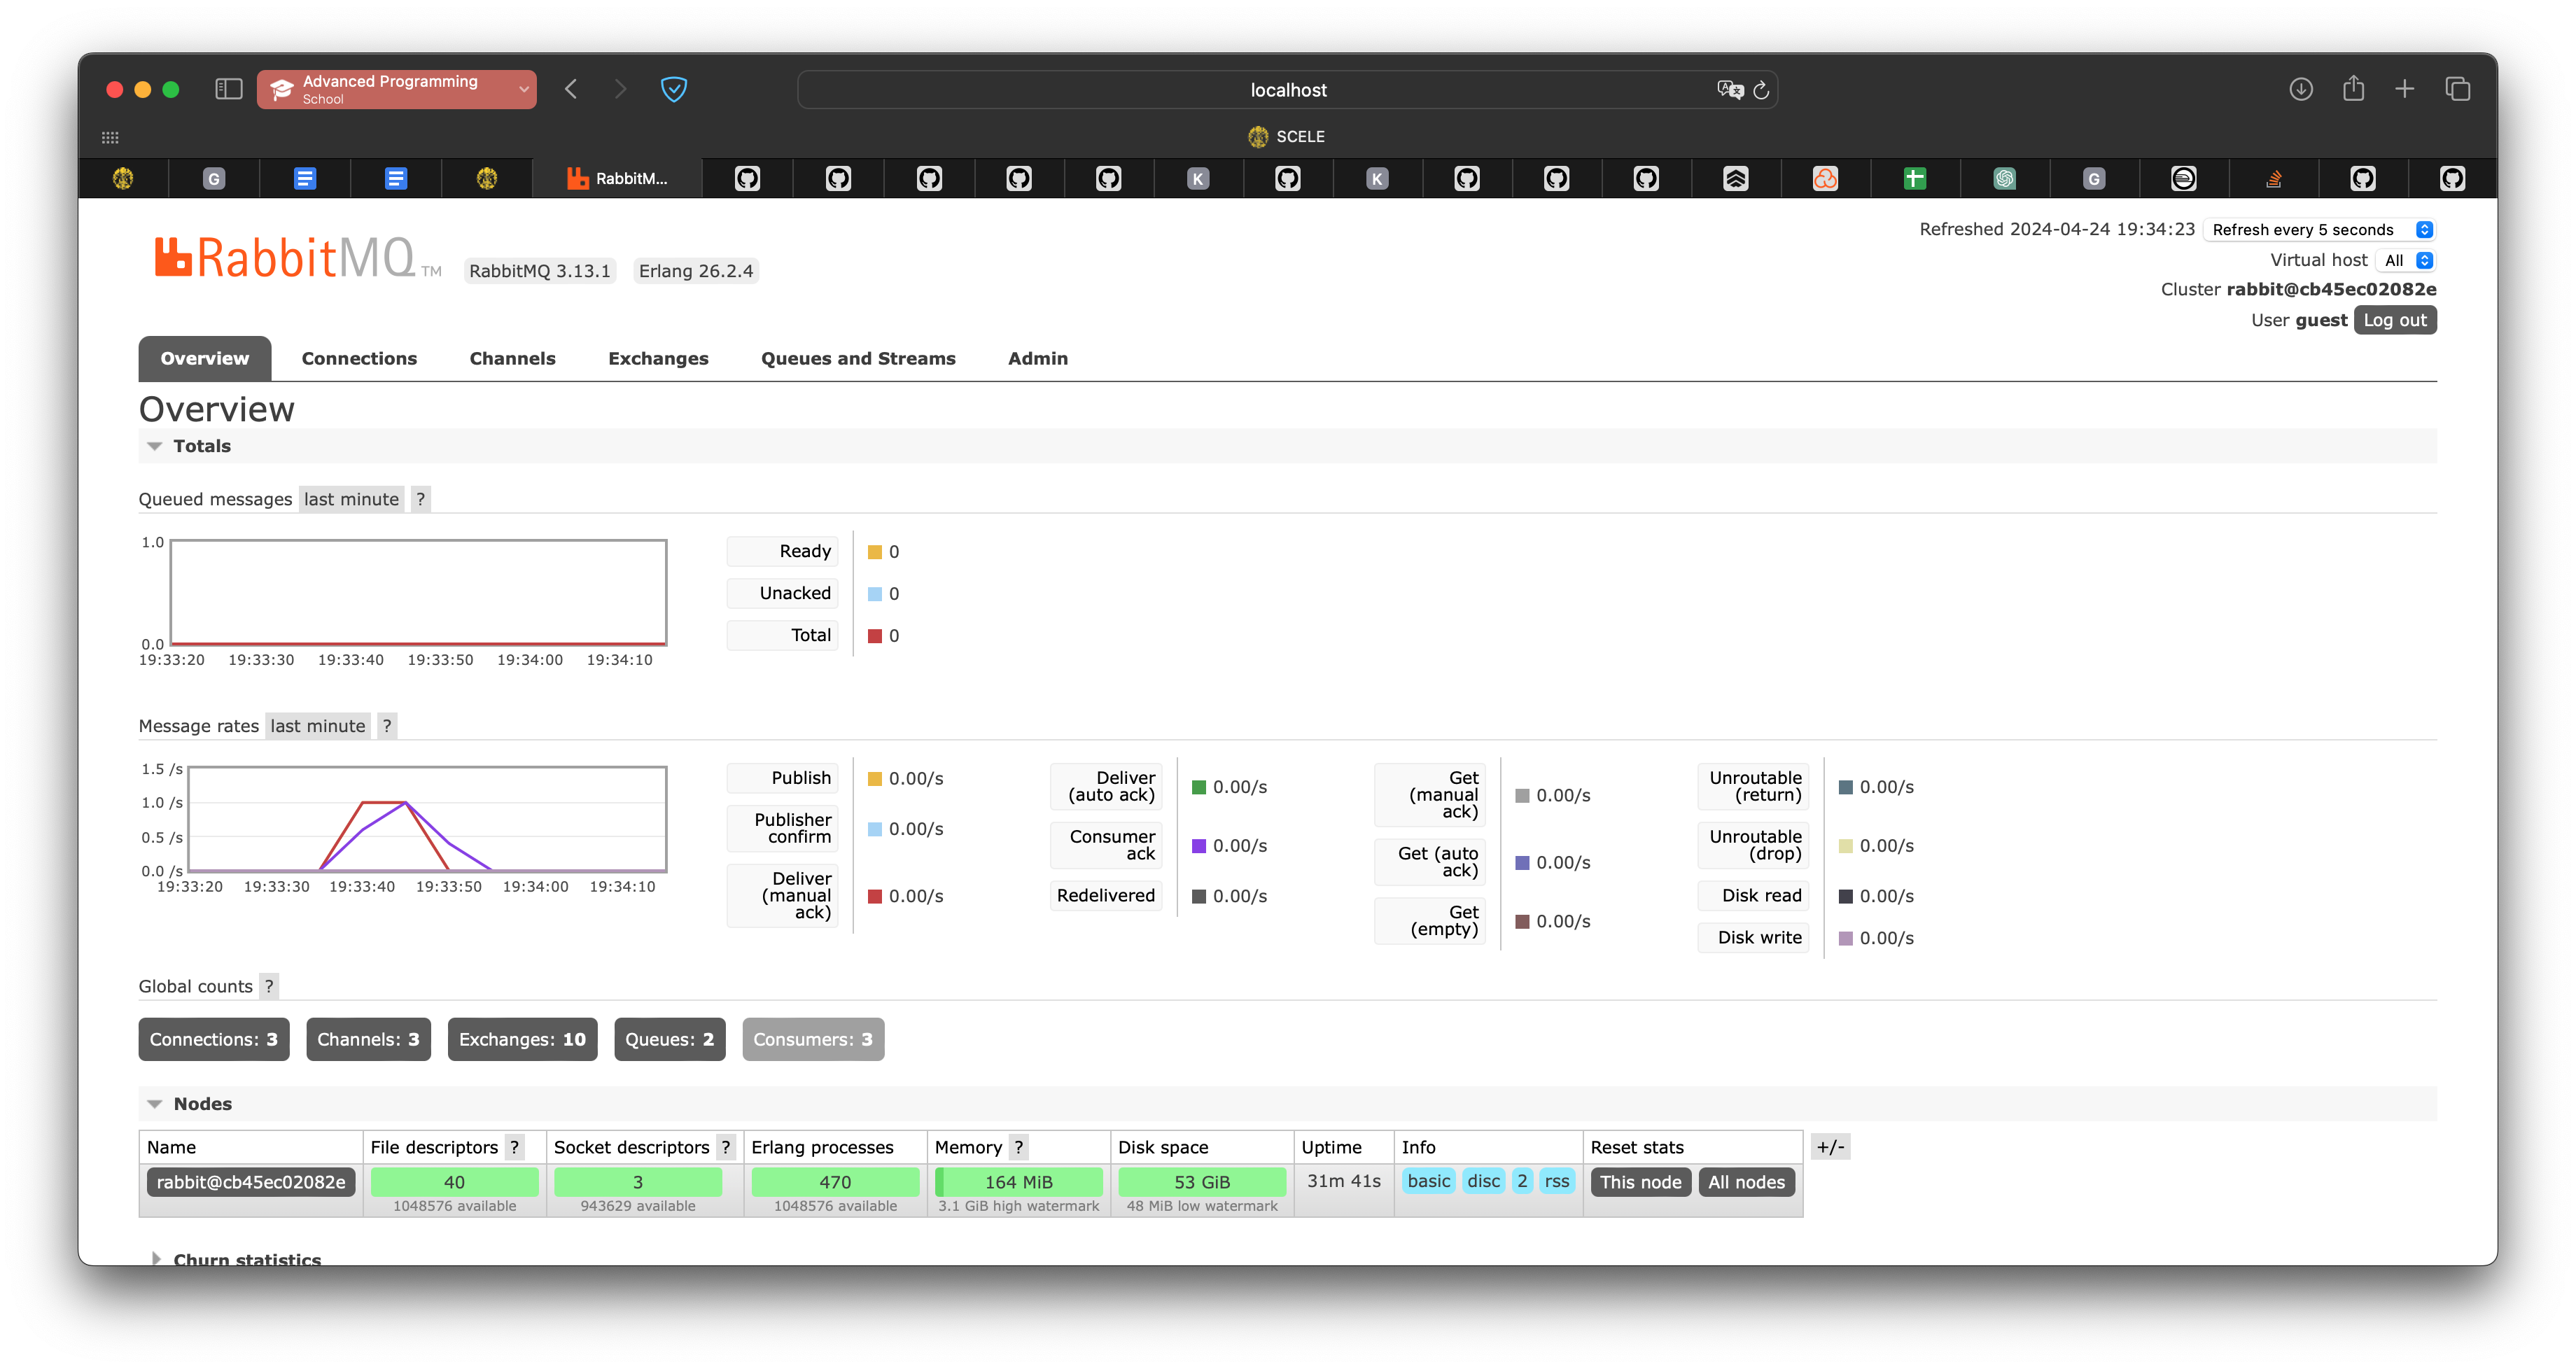 Advanced Programming
School
localhost
SCELE
G
RabbitM...
K
K
G
RabbitMQ TM
RabbitMQ 3.13.1 Erlang 26.2.4
Refreshed 2024-04-24 19:34:23 Refresh every 5 seconds
Virtual host All
Cluster rabbit@cb45ec02082e
User guest Log out
Overview Connections Channels Exchanges Queues and Streams Admin
Overview
Totals
Queued messages last minute ?
1.0
0.0
19:33:20 19:33:30 19:33:40 19:33:50 19:34:00 19:34:10
Ready 0
Unacked 0
Total 0
Message rates last minute ?
1.5 /s
1.0 /s
0.5 /s
0.0 /s
19:33:20 19:33:30 19:33:40 19:33:50 19:34:00 19:34:10
Publish 0.00/s
Publisher
confirm 0.00/s
Deliver
(manual
ack) 0.00/s
Deliver
(auto ack) 0.00/s
Consumer
ack 0.00/s
Redelivered 0.00/s
Get
(manual
ack) 0.00/s
Get (auto
ack) 0.00/s
Get
(empty) 0.00/s
Unroutable
(return) 0.00/s
Unroutable
(drop) 0.00/s
Disk read 0.00/s
Disk write 0.00/s
Global counts ?
Connections: 3 Channels: 3 Exchanges: 10 Queues: 2 Consumers: 3
Nodes
Name File descriptors ? Socket descriptors ? Erlang processes Memory ? Disk space Uptime Info Reset stats +/-
rabbit@cb45ec02082e 40 3 470 164 MiB 53 GiB 31m 41s basic disc 2 rss This node All nodes
1048576 available 943629 available 1048576 available 3.1 GiB high watermark 48 MiB low watermark
Churn statistics